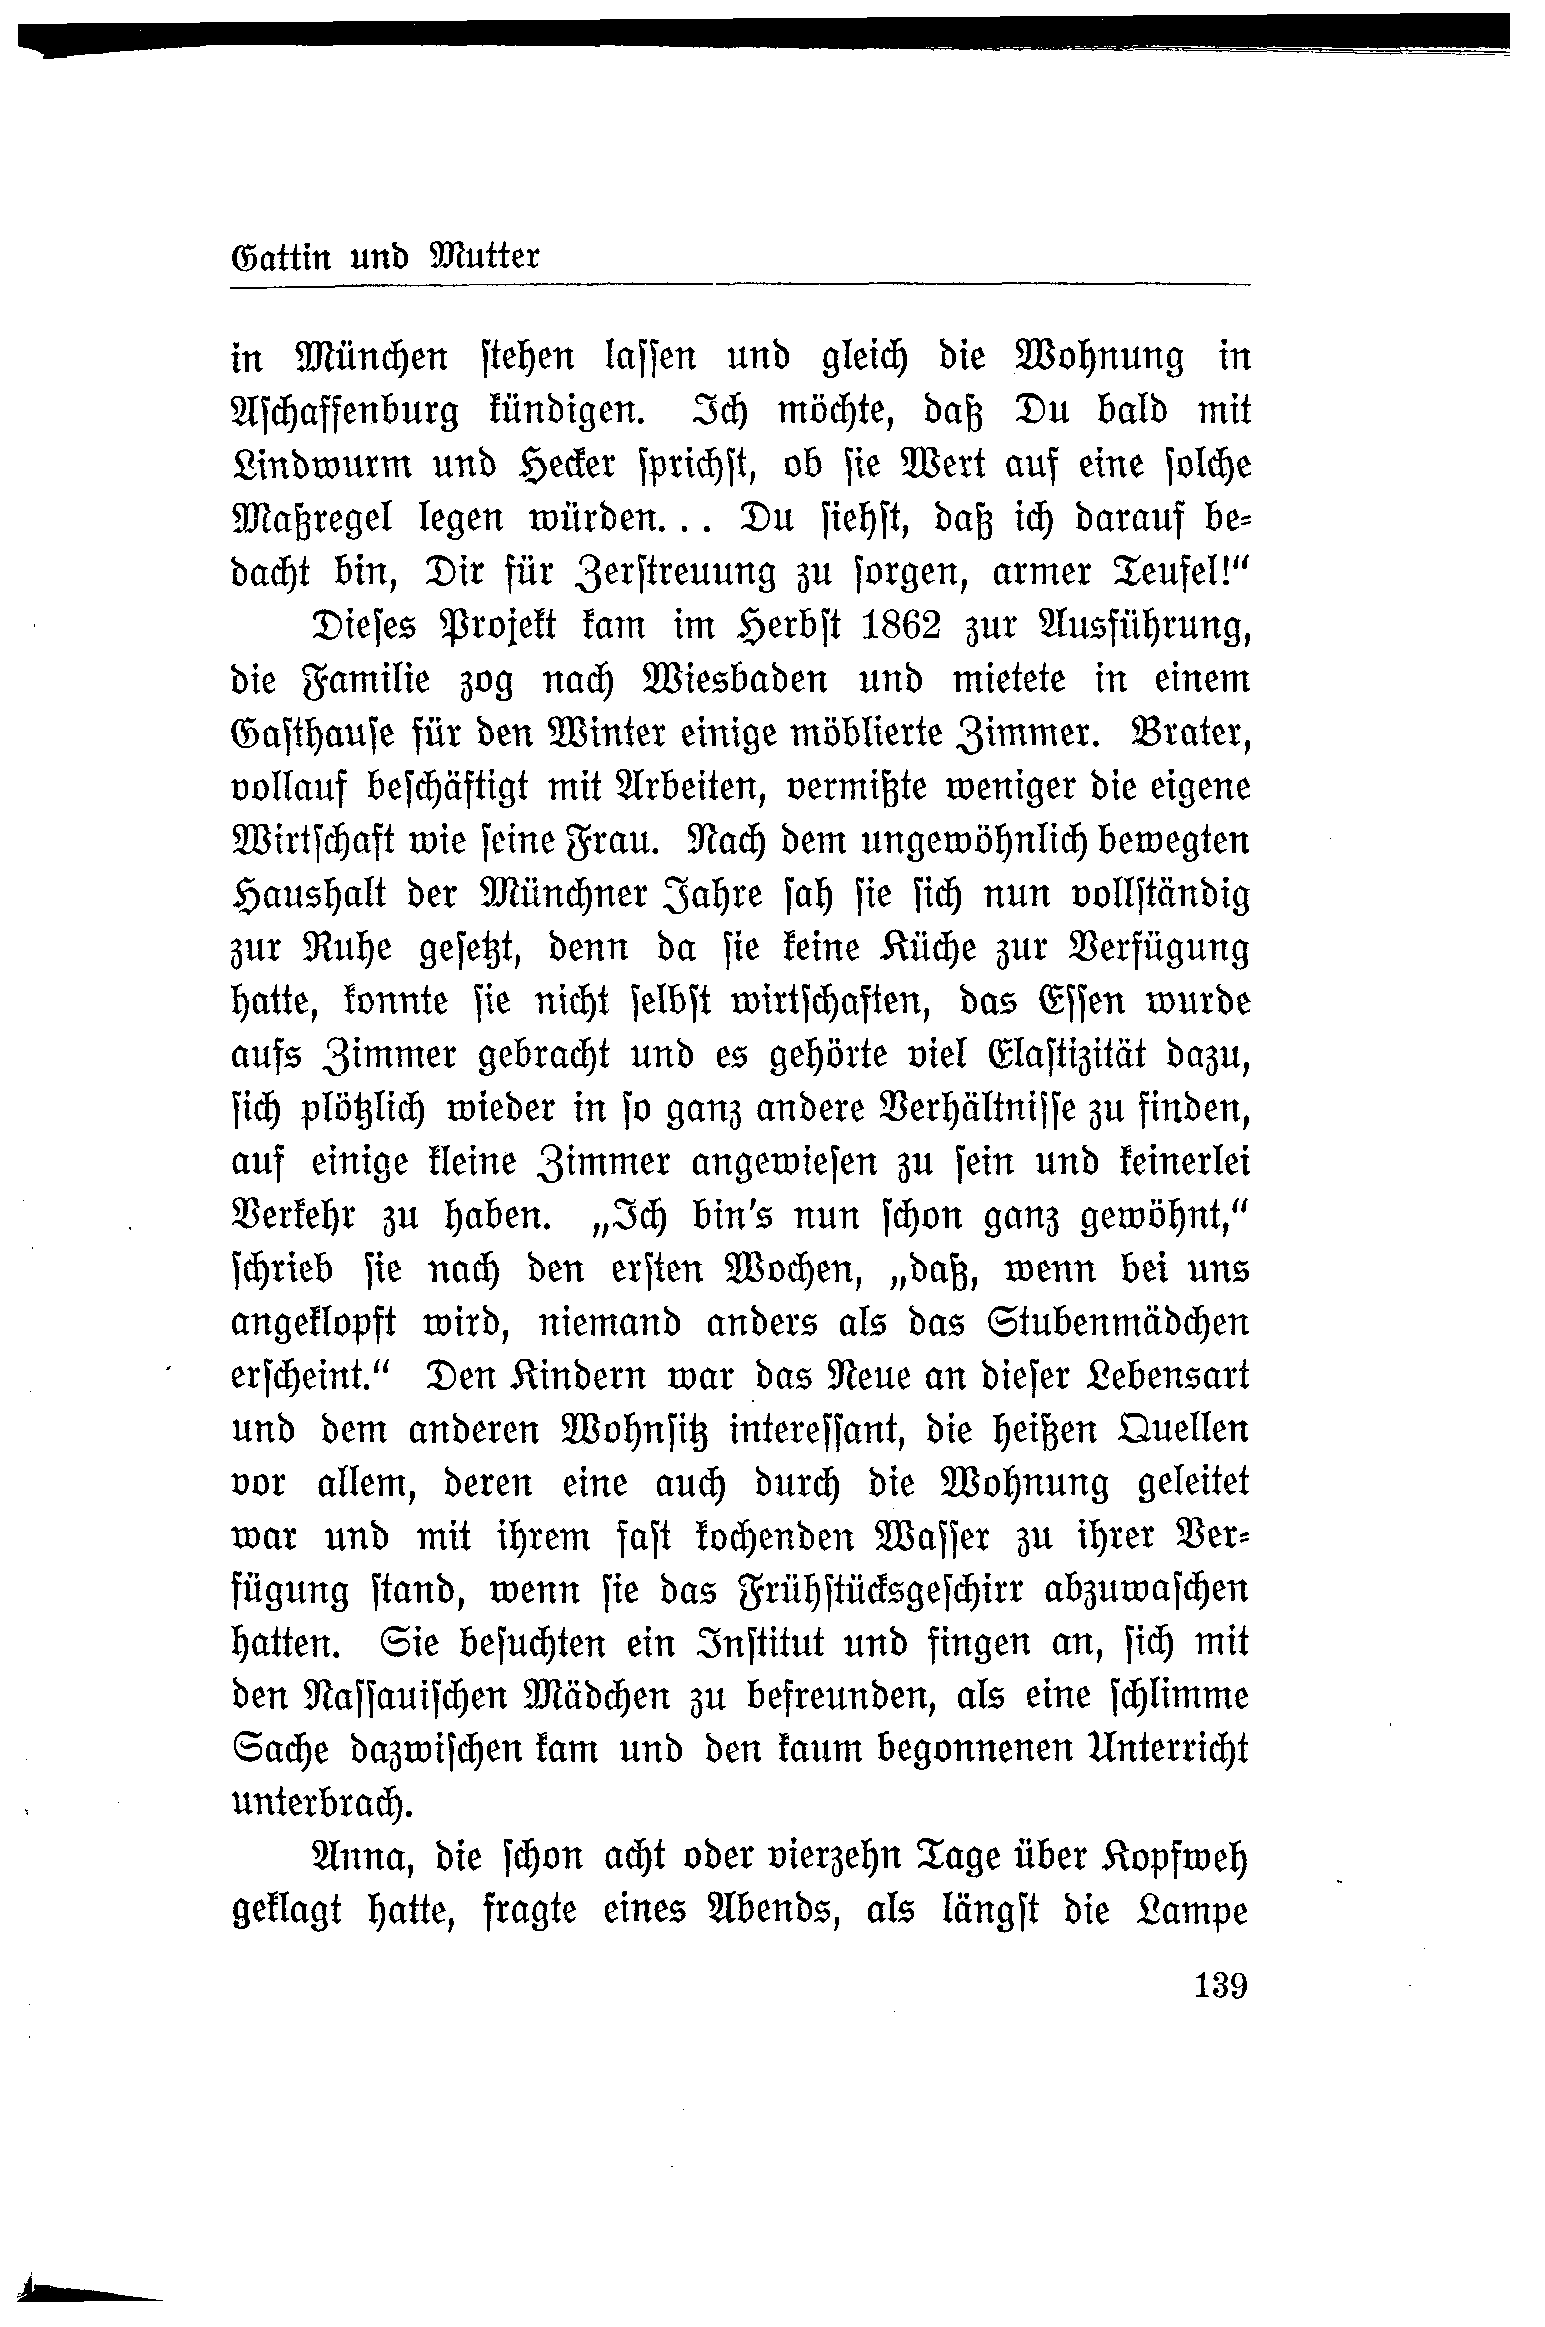 Gattin und Mutter
in München stehen lassen und gleich die Wohnung in
Aschaffenburg kündigen. Ich möchte, daß Du bald mit
Lindwurm und Hecker sprichst, ob sie Wert auf eine solche
Maßregel legen würden... Du siehst, daß ich darauf be-
dacht bin, Dir für Zerstreuung zu sorgen, armer Teufel!“
Dieses Projekt kam im Herbst 1862 zur Ausführung,
die Familie zog nach Wiesbaden und mietete in einem
Gasthause für den Winter einige möblierte Zimmer. Brater,
vollauf beschäftigt mit Arbeiten, vermißte weniger die eigene
Wirtschaft wie seine Frau. Nach dem ungewöhnlich bewegten
Haushalt der Münchner Jahre sah sie sich nun vollständig
zur Ruhe gesetzt, denn da sie keine Küche zur Verfügung
hatte, konnte sie nicht selbst wirtschaften, das Essen wurde
aufs Zimmer gebracht und es gehörte viel Elastizität dazu,
sich plötzlich wieder in so ganz andere Verhältnisse zu finden,
auf einige kleine Zimmer angewiesen zu sein und keinerlei
Verkehr zu haben. „Ich bin's nun schon ganz gewöhnt,“
schrieb sie nach den ersten Wochen, „daß, wenn bei uns
angeklopft wird, niemand anders als das Stubenmädchen
erscheint.“ Den Kindern war das Neue an dieser Lebensart
und dem anderen Wohnsitz interessant, die heißen Quellen
vor allem, deren eine auch durch die Wohnung geleitet
war und mit ihrem fast kochenden Wasser zu ihrer Ver-
fügung stand, wenn sie das Frühstücksgeschirr abzuwaschen
hatten. Sie besuchten ein Institut und fingen an, sich mit
den Nassauischen Mädchen zu befreunden, als eine schlimme
Sache dazwischen kam und den kaum begonnenen Unterricht
unterbrach.
Anna, die schon acht oder vierzehn Tage über Kopfweh
geklagt hatte, fragte eines Abends, als längst die Lampe
139